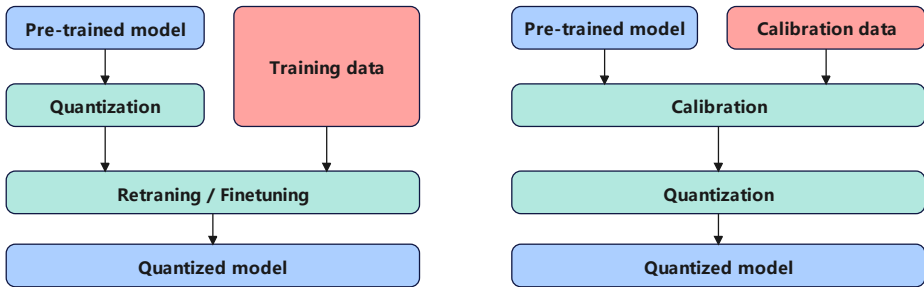 Pre-trained model
Training data
Quantization
Retraning / Finetuning
Quantized model
Pre-trained model
Calibration data
Calibration
Quantization
Quantized model